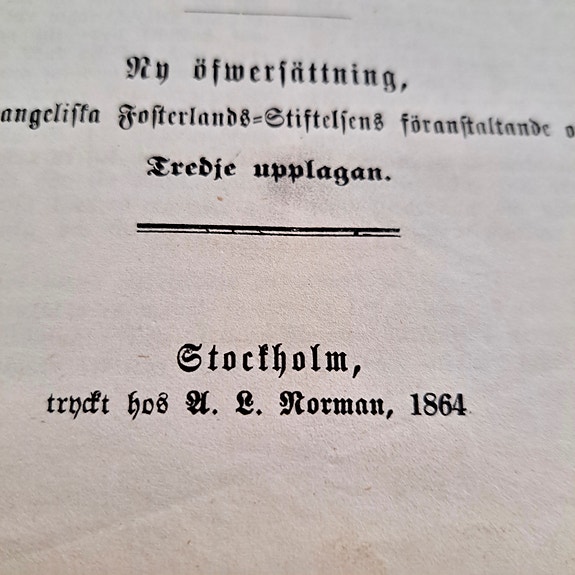 Ny öfwersättning,
angeliska Fosterlands-Stiftelsens föranstaltande o
Tredje upplagan.
Stockholm,
tryckt hos A. L. Norman, 1864